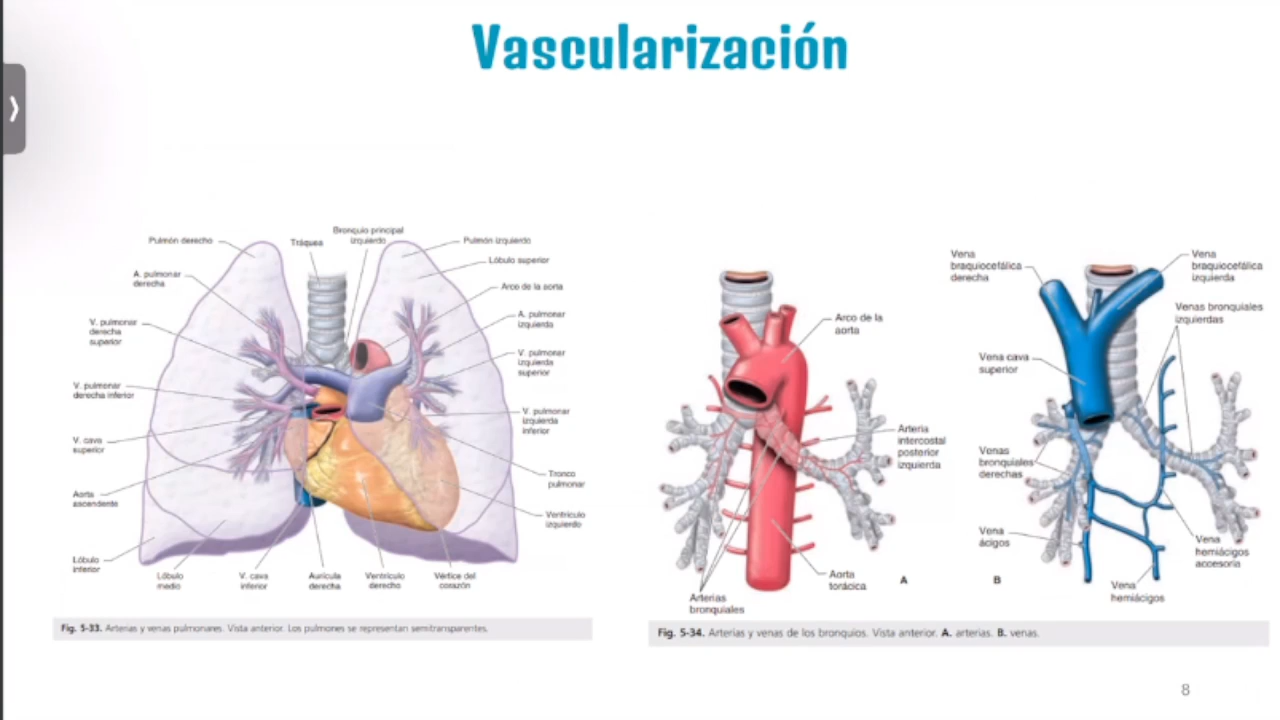 Vascularización
Bronquio principal
izquierdo
Pulmón derecho
Tráquea
Pulmón izquierdo
Lóbulo superior
A. pulmonar
derecha
Arco de la aorta
V. pulmonar
derecha
superior
A. pulmonar
izquierda
V. pulmonar
izquierda
superior
V. pulmonar
derecha inferior
V. pulmonar
izquierda
inferior
V. cava
superior
Tronco
pulmonar
Aorta
ascendente
Ventrículo
izquierdo
Lóbulo
inferior
Lóbulo
medio
V. cava
inferior
Aurícula
derecha
Ventrículo
derecho
Vértice del
corazón
Fig. 5-33. Arterias y venas pulmonares. Vista anterior. Los pulmones se representan semitransparentes.
Arco de la
aorta
Arteria
intercostal
posterior
izquierda
Aorta
torácica
A
Arterias
bronquiales
Vena
braquiocefálica
derecha
Vena
braquiocefálica
izquierda
Venas bronquiales
izquierdas
Vena cava
superior
Venas
bronquiales
derechas
Vena
ácigos
Vena
hemiácigos
accesoria
B
Vena
hemiácigos
Fig. 5-34. Arterias y venas de los bronquios. Vista anterior. A. arterias. B. venas.
8